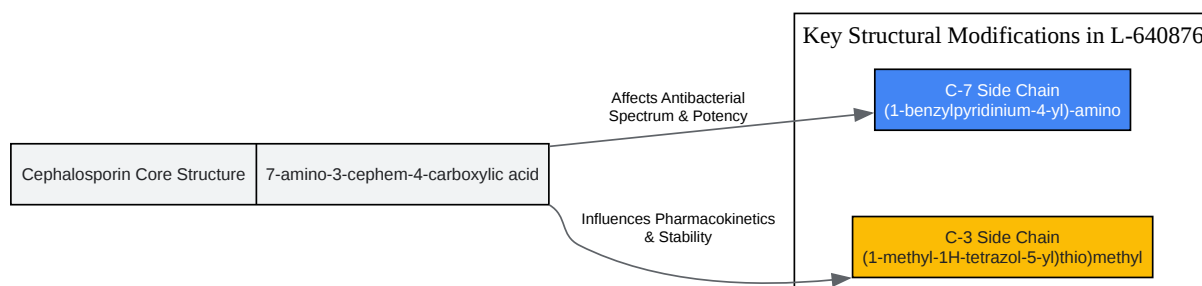 Key Structural Modifications in L-640876
C-7 Side Chain
(1-benzylpyridinium-4-yl)-amino
Affects Antibacterial
Spectrum & Potency
Cephalosporin Core Structure
7-amino-3-cephem-4-carboxylic acid
Influences Pharmacokinetics
& Stability
C-3 Side Chain
(1-methyl-1H-tetrazol-5-yl)thio)methyl